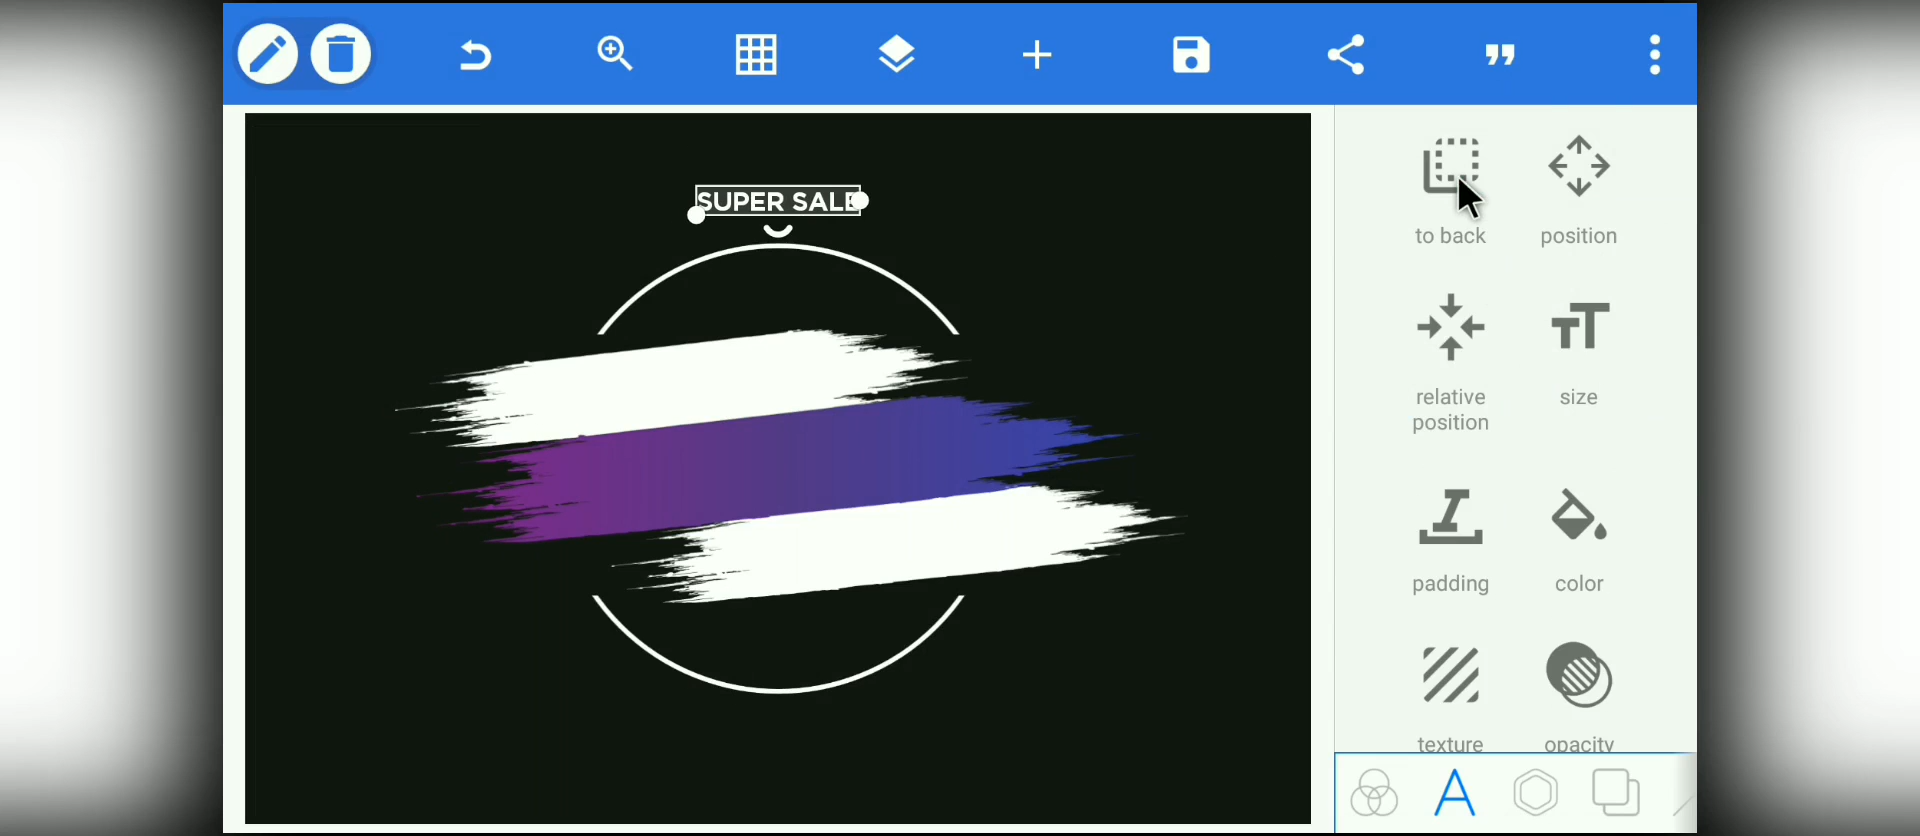 SUPER SALE
to back
position
relative
position
size
padding
color
texture
opacity